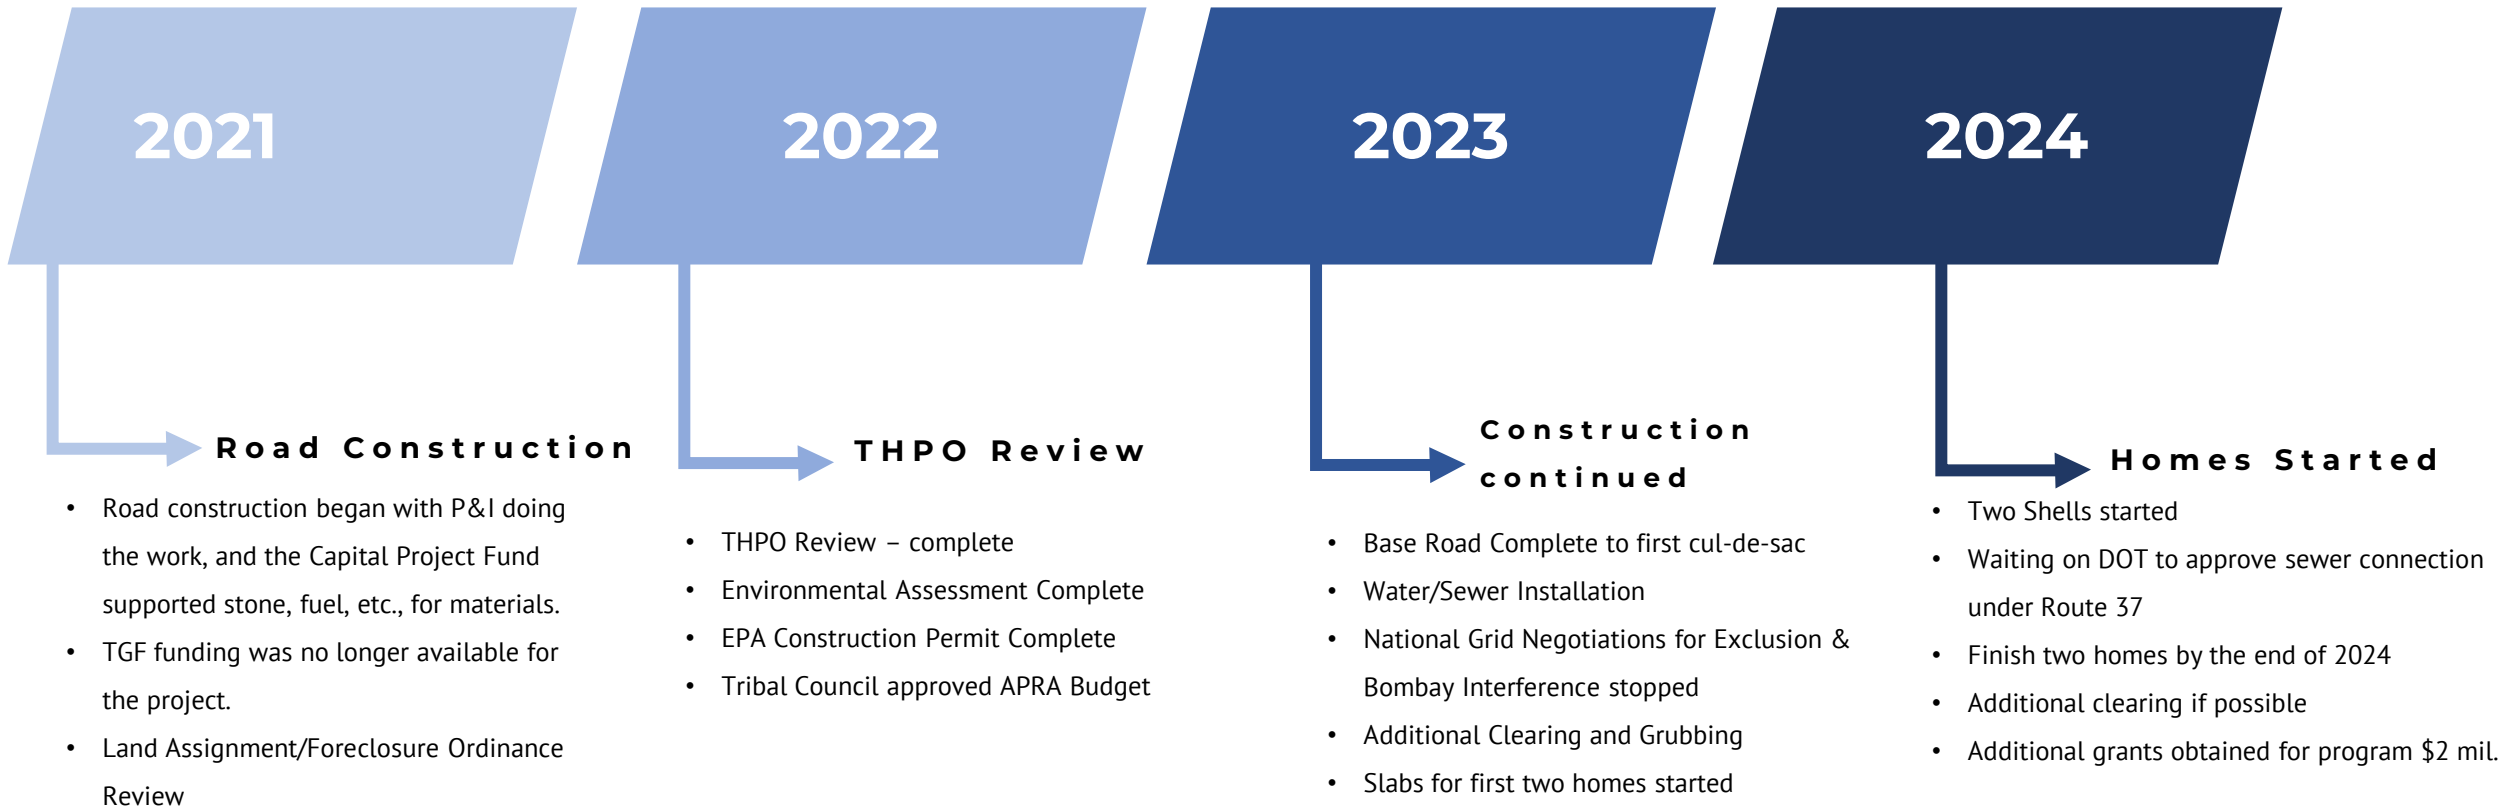 2021
2022
2023
2024
Road Construction
• Road construction began with P&I doing
the work, and the Capital Project Fund
supported stone, fuel, etc., for materials.
• TGF funding was no longer available for
the project.
• Land Assignment/Foreclosure Ordinance
Review
THPO Review
• THPO Review – complete
• Environmental Assessment Complete
• EPA Construction Permit Complete
• Tribal Council approved APRA Budget
Construction
continued
• Base Road Complete to first cul-de-sac
• Water/Sewer Installation
• National Grid Negotiations for Exclusion &
Bombay Interference stopped
• Additional Clearing and Grubbing
• Slabs for first two homes started
Homes Started
• Two Shells started
• Waiting on DOT to approve sewer connection
under Route 37
• Finish two homes by the end of 2024
• Additional clearing if possible
• Additional grants obtained for program $2 mil.